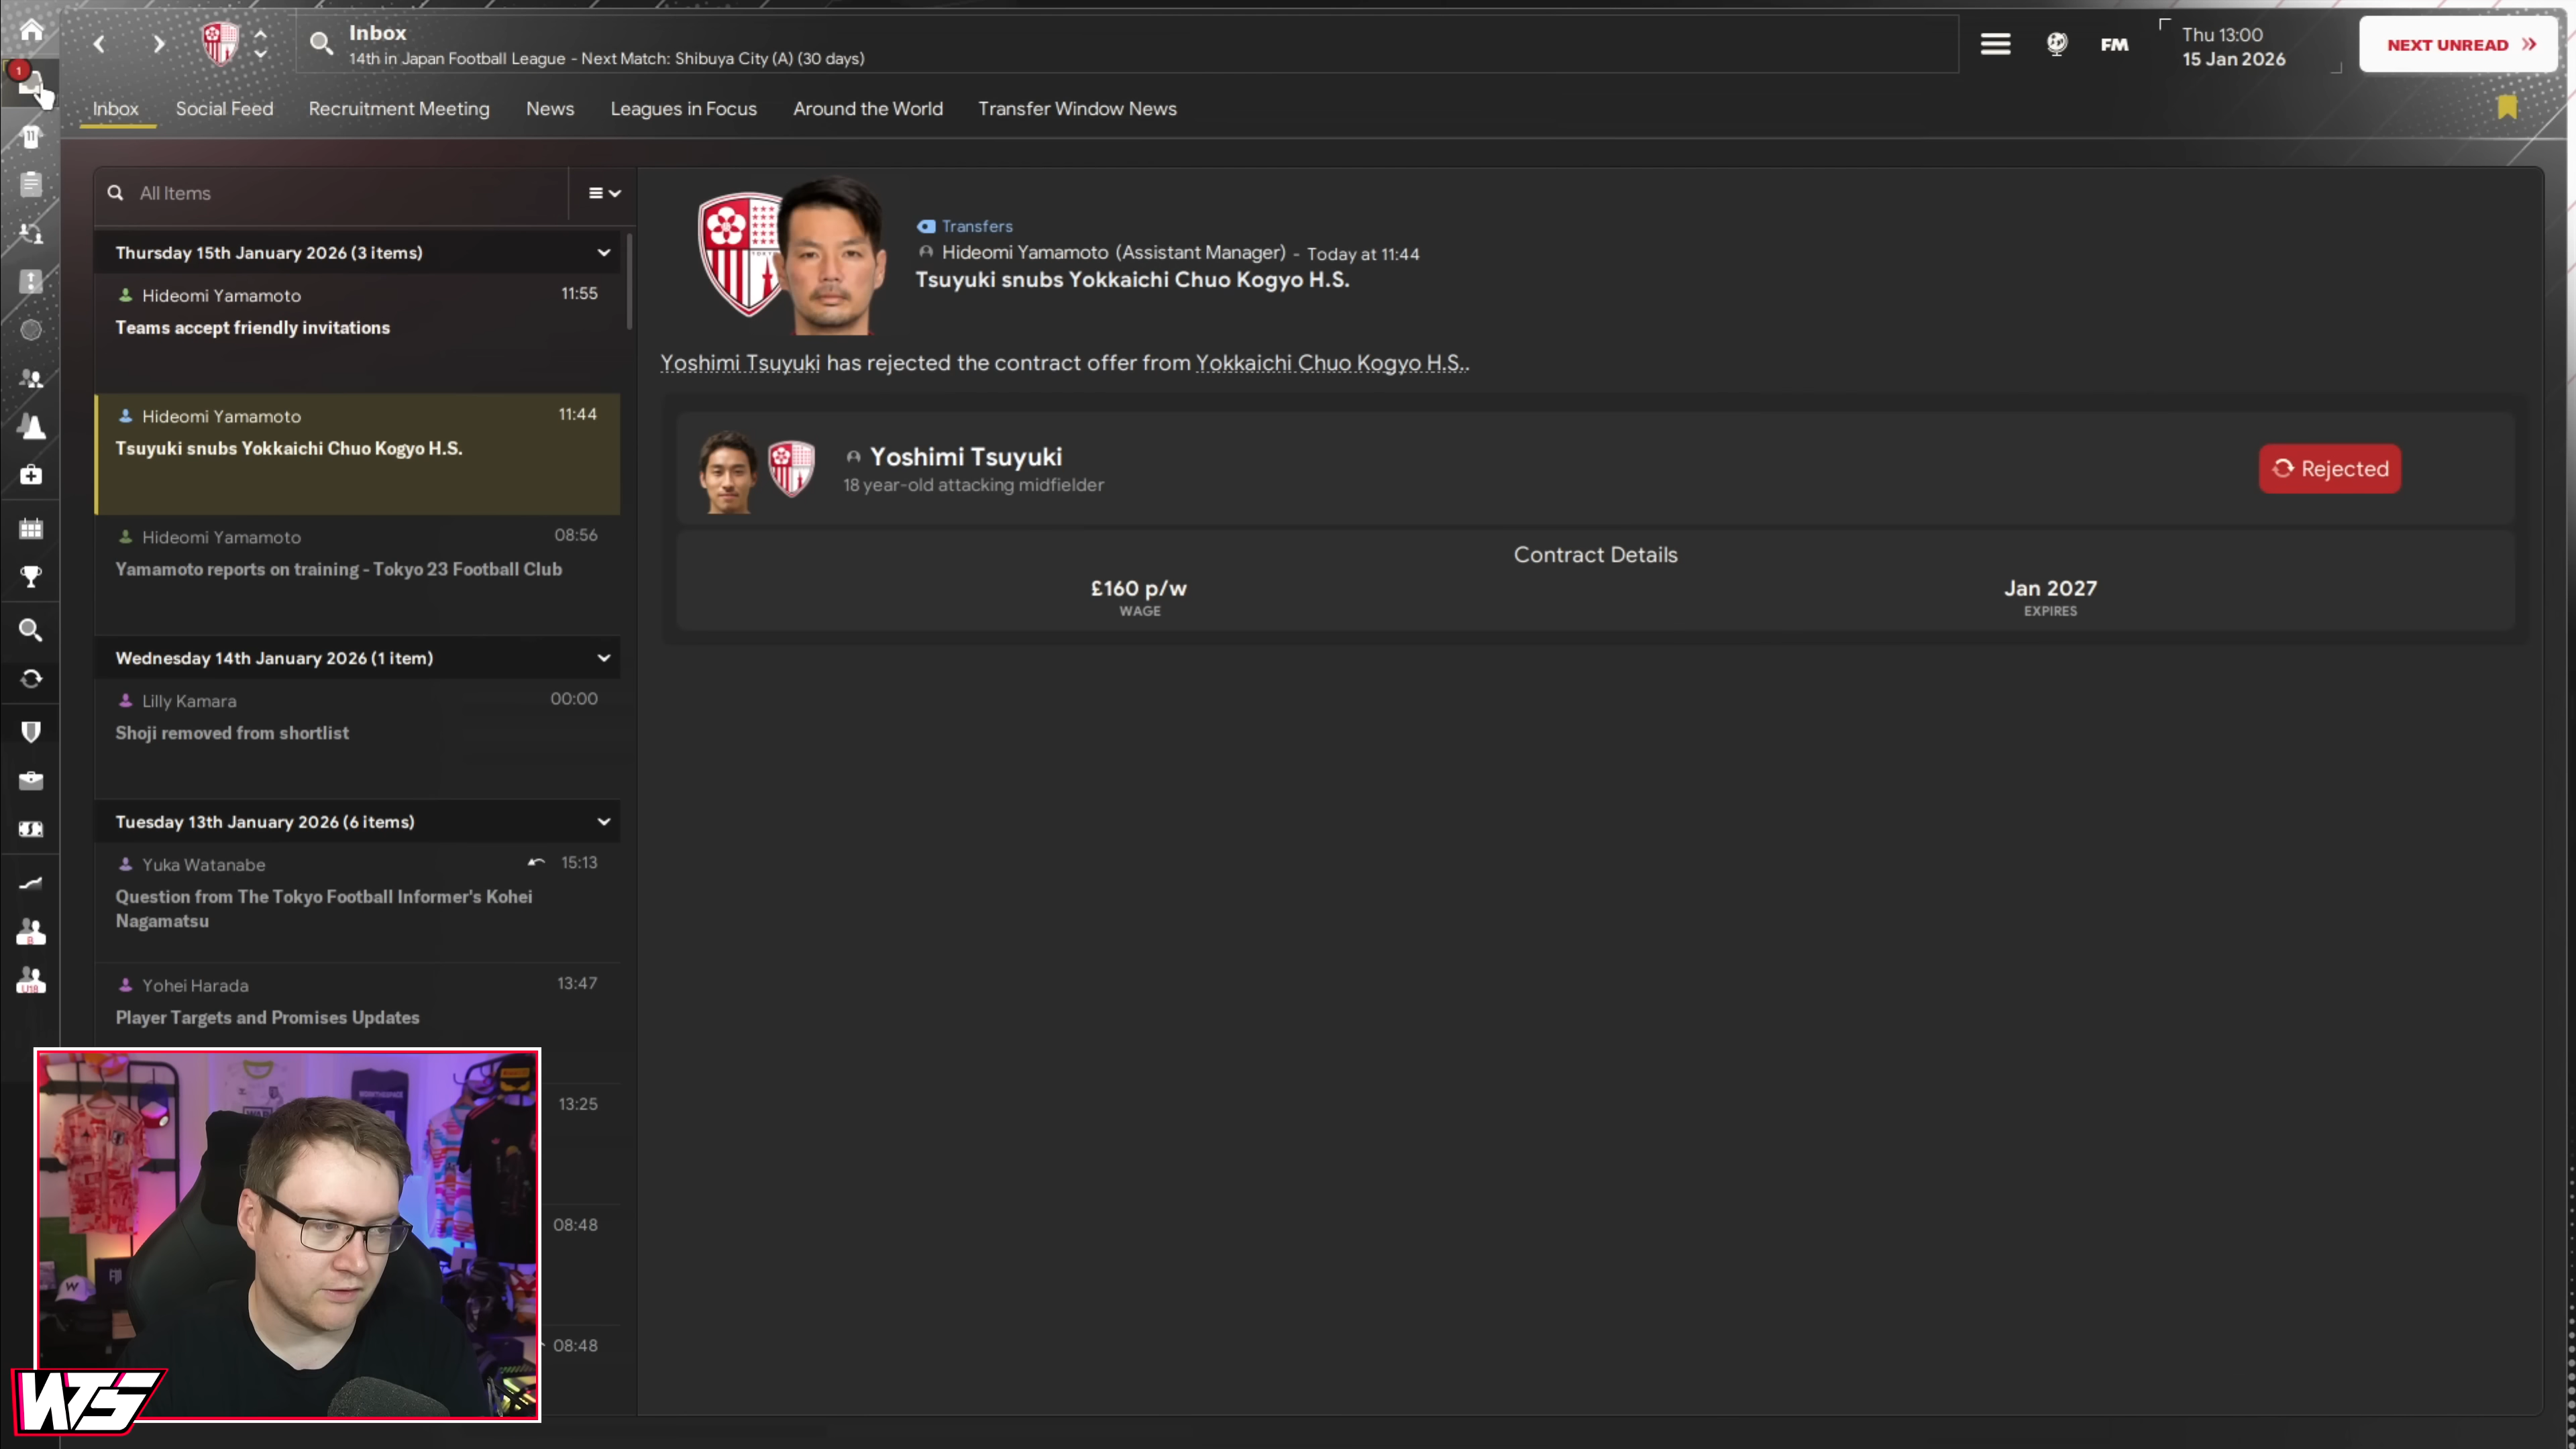 Inbox
14th in Japan Football League - Next Match: Shibuya City (A) (30 days)
FM
Thu 13:00
15 Jan 2026
NEXT UNREAD
1
Inbox
Social Feed
Recruitment Meeting
News
Leagues in Focus
Around the World
Transfer Window News
All Items
Thursday 15th January 2026 (3 items)
Hideomi Yamamoto
11:55
Teams accept friendly invitations
Hideomi Yamamoto
11:44
Tsuyuki snubs Yokkaichi Chuo Kogyo H.S.
Hideomi Yamamoto
08:56
Yamamoto reports on training - Tokyo 23 Football Club
Wednesday 14th January 2026 (1 item)
Lilly Kamara
00:00
Shoji removed from shortlist
Tuesday 13th January 2026 (6 items)
Yuka Watanabe
15:13
Question from The Tokyo Football Informer's Kohei
Nagamatsu
Yohei Harada
13:47
Player Targets and Promises Updates
13:25
08:48
08:48
Transfers
Hideomi Yamamoto (Assistant Manager) - Today at 11:44
Tsuyuki snubs Yokkaichi Chuo Kogyo H.S.
Yoshimi Tsuyuki has rejected the contract offer from Yokkaichi Chuo Kogyo H.S..
Yoshimi Tsuyuki
18 year-old attacking midfielder
Rejected
Contract Details
£160 p/w
WAGE
Jan 2027
EXPIRES
11
B
U18
W
WTS